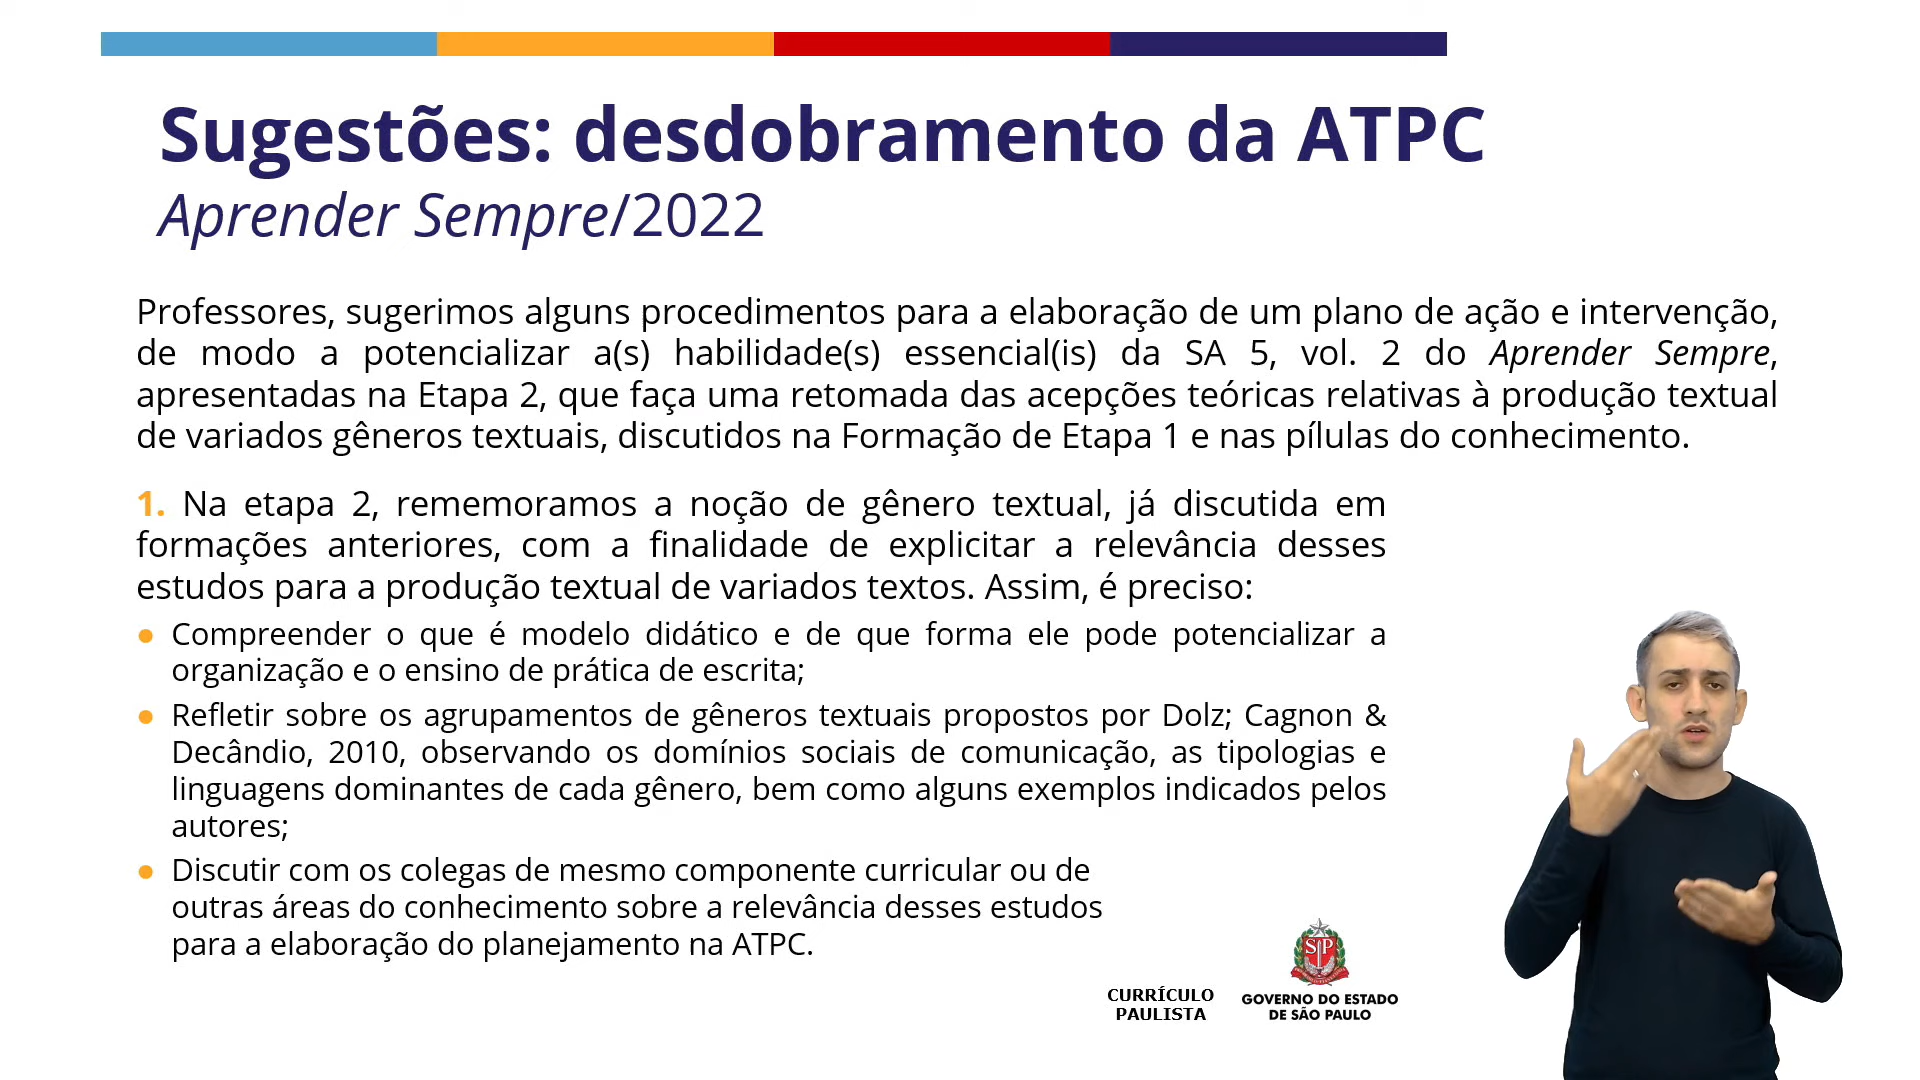 Sugestões: desdobramento da ATPC
Aprender Sempre/2022
Professores, sugerimos alguns procedimentos para a elaboração de um plano de ação e intervenção,
de modo a potencializar a(s) habilidade(s) essencial(is) da SA 5, vol. 2 do Aprender Sempre,
apresentadas na Etapa 2, que faça uma retomada das acepções teóricas relativas à produção textual
de variados gêneros textuais, discutidos na Formação de Etapa 1 e nas pílulas do conhecimento.
1. Na etapa 2, rememoramos a noção de gênero textual, já discutida em
formações anteriores, com a finalidade de explicitar a relevância desses
estudos para a produção textual de variados textos. Assim, é preciso:
● Compreender o que é modelo didático e de que forma ele pode potencializar a
organização e o ensino de prática de escrita;
● Refletir sobre os agrupamentos de gêneros textuais propostos por Dolz; Cagnon &
Decândio, 2010, observando os domínios sociais de comunicação, as tipologias e
linguagens dominantes de cada gênero, bem como alguns exemplos indicados pelos
autores;
● Discutir com os colegas de mesmo componente curricular ou de
outras áreas do conhecimento sobre a relevância desses estudos
para a elaboração do planejamento na ATPC.
CURRÍCULO
PAULISTA
SP
GOVERNO DO ESTADO
DE SÃO PAULO